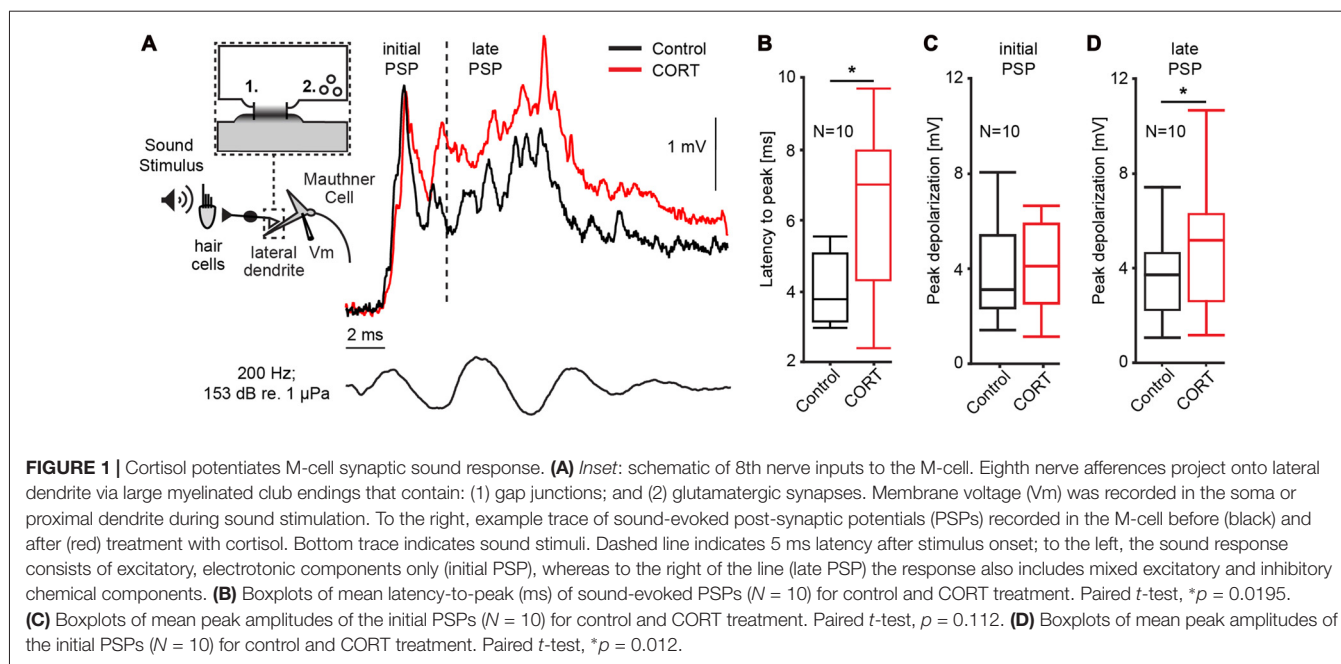 A
1.
2.
Sound
Stimulus
hair
cells
lateral
dendrite
Vm
Mauthner
Cell
initial
PSP
late
PSP
Control
CORT
1 mV
2 ms
200 Hz;
153 dB re. 1 µPa
B
Latency to peak [ms]
10
8
6
4
2
*
N=10
Control
CORT
C
initial
PSP
Peak depolarization [mV]
12
8
4
0
N=10
Control
CORT
D
late
PSP
Peak depolarization [mV]
12
8
4
0
*
N=10
Control
CORT
FIGURE 1 | Cortisol potentiates M-cell synaptic sound response. (A) Inset: schematic of 8th nerve inputs to the M-cell. Eighth nerve afferences project onto lateral
dendrite via large myelinated club endings that contain: (1) gap junctions; and (2) glutamatergic synapses. Membrane voltage (Vm) was recorded in the soma or
proximal dendrite during sound stimulation. To the right, example trace of sound-evoked post-synaptic potentials (PSPs) recorded in the M-cell before (black) and
after (red) treatment with cortisol. Bottom trace indicates sound stimuli. Dashed line indicates 5 ms latency after stimulus onset; to the left, the sound response
consists of excitatory, electrotonic components only (initial PSP), whereas to the right of the line (late PSP) the response also includes mixed excitatory and inhibitory
chemical components. (B) Boxplots of mean latency-to-peak (ms) of sound-evoked PSPs (N = 10) for control and CORT treatment. Paired t-test, *p = 0.0195.
(C) Boxplots of mean peak amplitudes of the initial PSPs (N = 10) for control and CORT treatment. Paired t-test, p = 0.112. (D) Boxplots of mean peak amplitudes of
the initial PSPs (N = 10) for control and CORT treatment. Paired t-test, *p = 0.012.